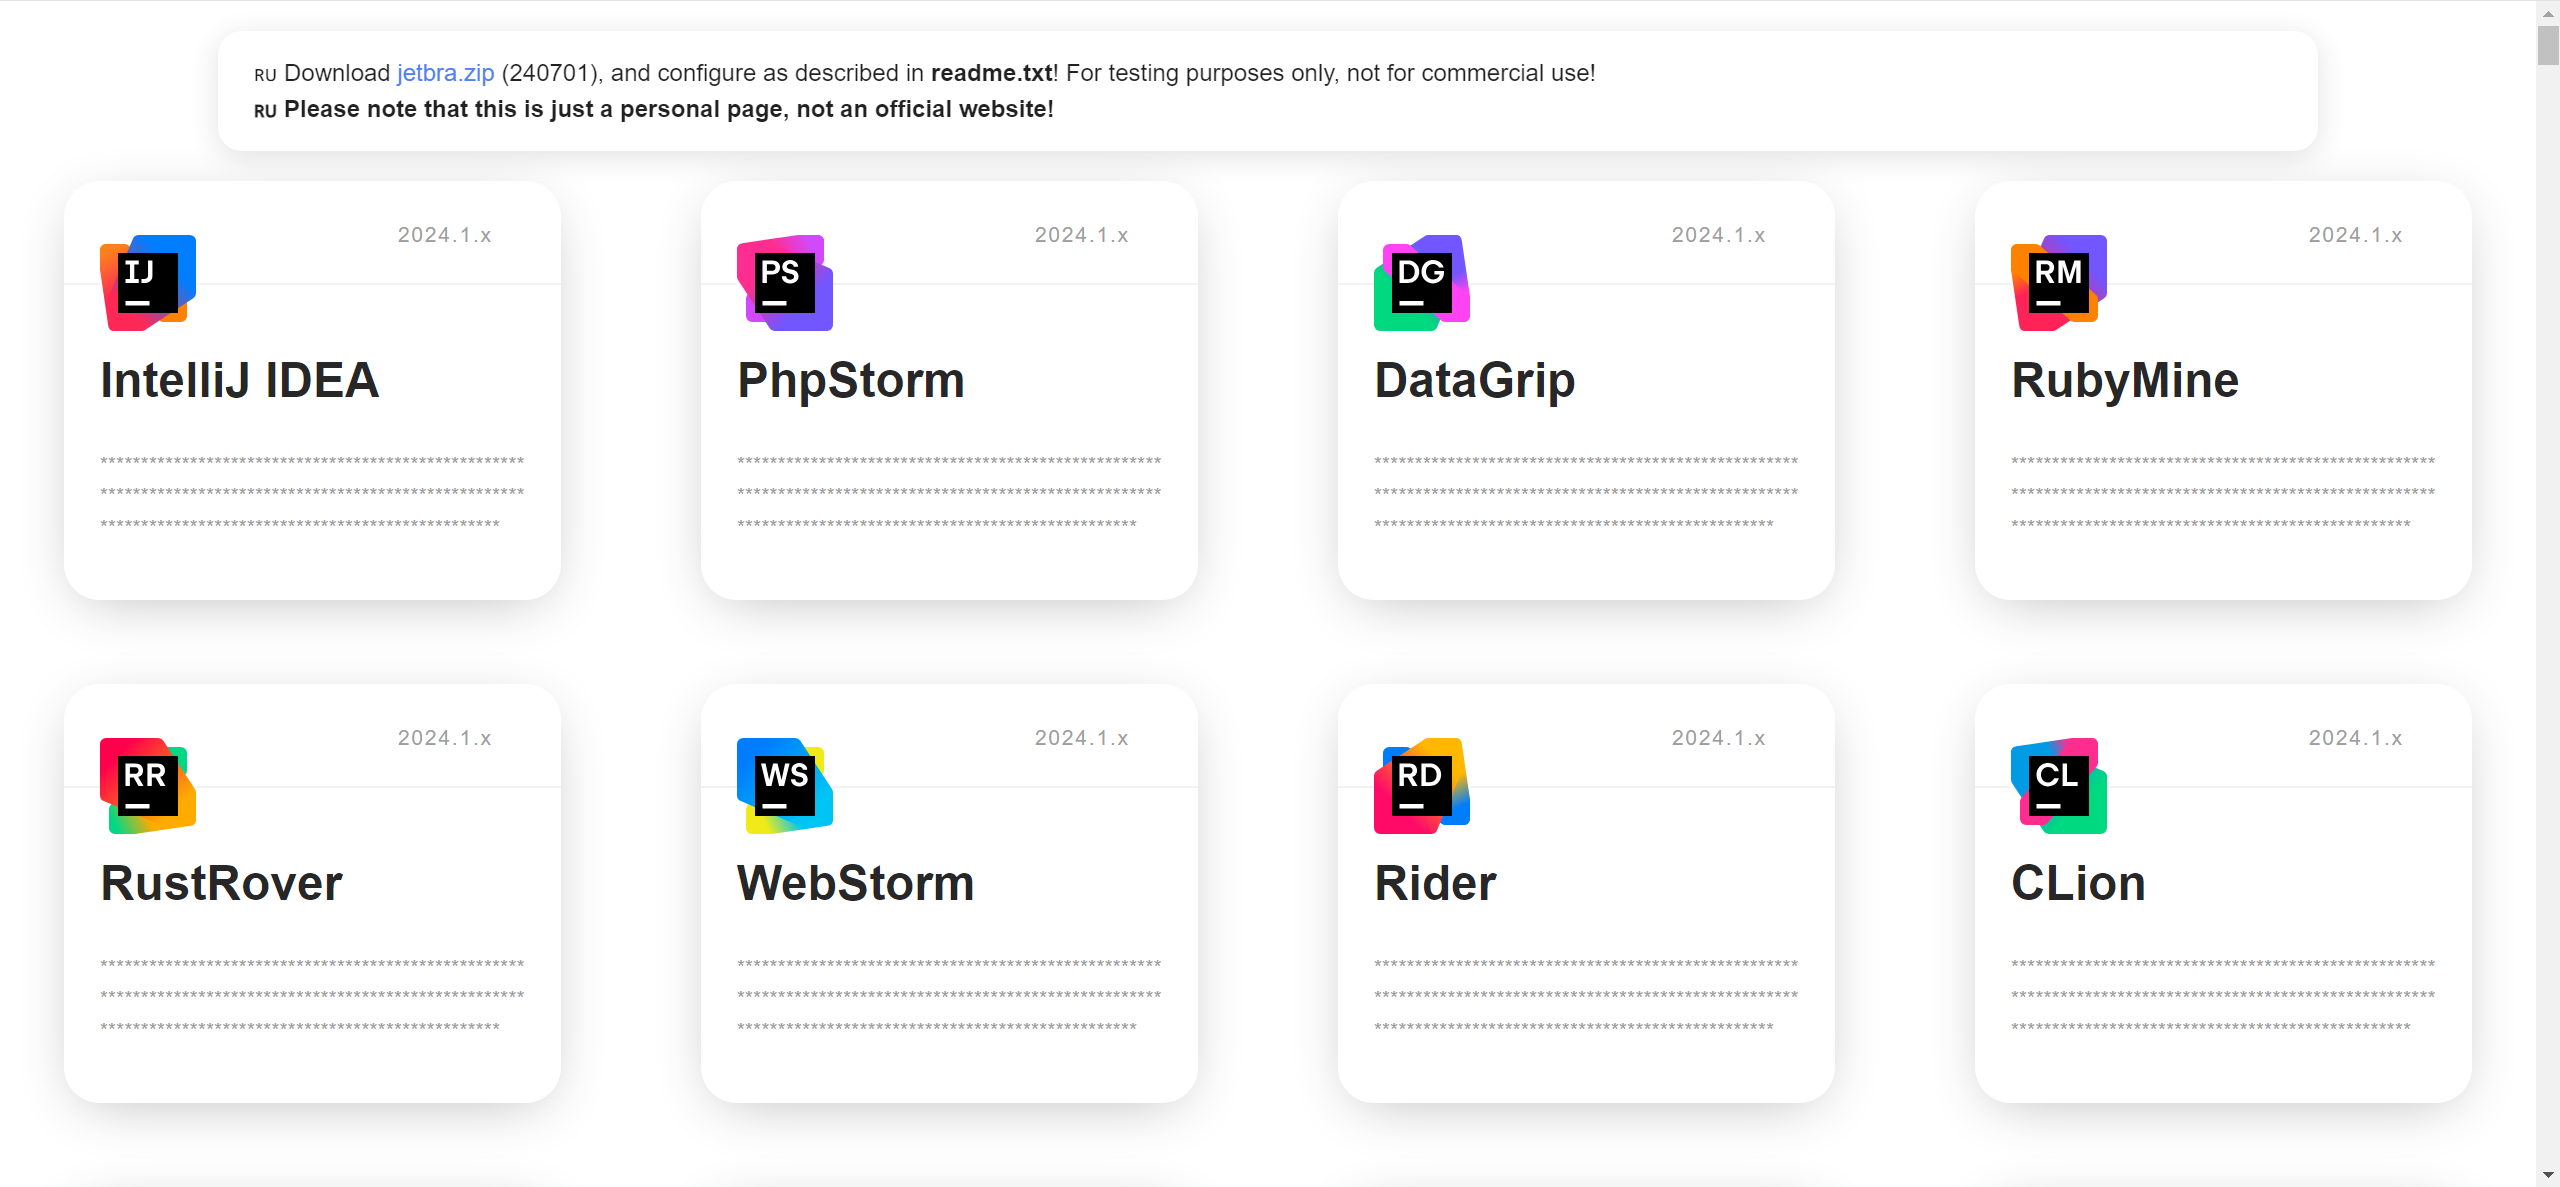 RU Download jetbra.zip (240701), and configure as described in readme.txt! For testing purposes only, not for commercial use!
RU Please note that this is just a personal page, not an official website!
2024.1.x
IJ
IntelliJ IDEA
****************************************************
****************************************************
*************************************************
2024.1.x
PS
PhpStorm
****************************************************
****************************************************
*************************************************
2024.1.x
DG
DataGrip
****************************************************
****************************************************
*************************************************
2024.1.x
RM
RubyMine
****************************************************
****************************************************
*************************************************
2024.1.x
RR
RustRover
****************************************************
****************************************************
*************************************************
2024.1.x
WS
WebStorm
****************************************************
****************************************************
*************************************************
2024.1.x
RD
Rider
****************************************************
****************************************************
*************************************************
2024.1.x
CL
CLion
****************************************************
****************************************************
*************************************************